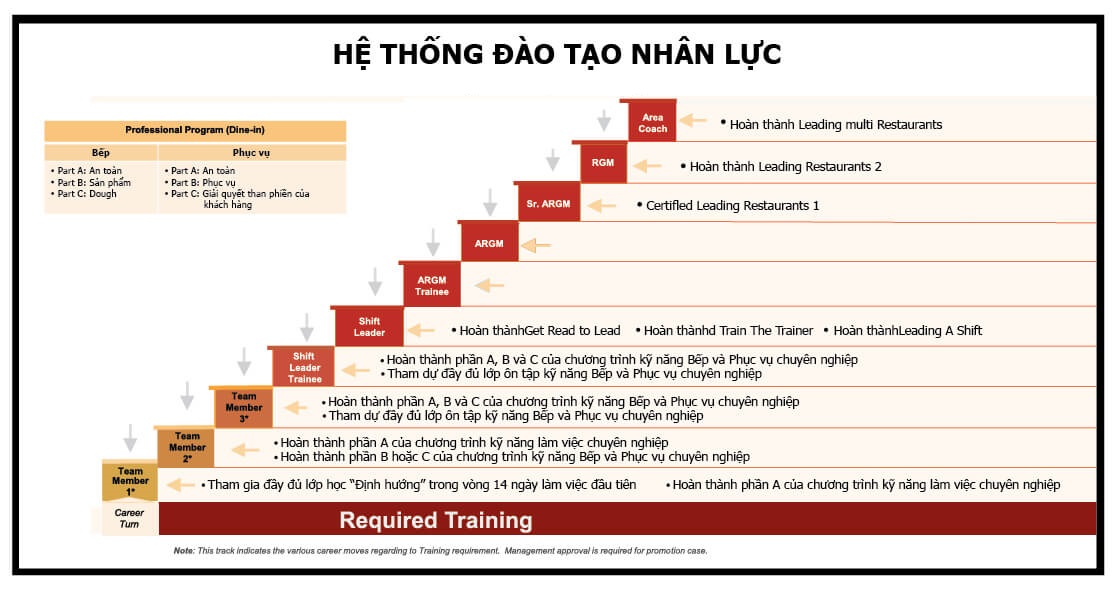 HỆ THỐNG ĐÀO TẠO NHÂN LỰC
Professional Program (Dine-in)
Bếp
Phục vụ
• Part A: An toàn
• Part B: Sản phẩm
• Part C: Dough
• Part A: An toàn
• Part B: Phục vụ
• Part C: Giải quyết than phiền của
khách hàng
Area
Coach
• Hoàn thành Leading multi Restaurants
RGM
• Hoàn thành Leading Restaurants 2
Sr. ARGM
• Certified Leading Restaurants 1
ARGM
ARGM
Trainee
Shift
Leader
• Hoàn thànhGet Read to Lead • Hoàn thànhd Train The Trainer • Hoàn thànhLeading A Shift
Shift
Leader
Trainee
• Hoàn thành phần A, B và C của chương trình kỹ năng Bếp và Phục vụ chuyên nghiệp
• Tham dự đầy đủ lớp ôn tập kỹ năng Bếp và Phục vụ chuyên nghiệp
Team
Member
3*
• Hoàn thành phần A, B và C của chương trình kỹ năng Bếp và Phục vụ chuyên nghiệp
• Tham dự đầy đủ lớp ôn tập kỹ năng Bếp và Phục vụ chuyên nghiệp
Team
Member
2*
• Hoàn thành phần A của chương trình kỹ năng làm việc chuyên nghiệp
• Hoàn thành phần B hoặc C của chương trình kỹ năng Bếp và Phục vụ chuyên nghiệp
Team
Member
1*
• Tham gia đầy đủ lớp học “Định hướng” trong vòng 14 ngày làm việc đầu tiên • Hoàn thành phần A của chương trình kỹ năng làm việc chuyên nghiệp
Career
Turn
Required Training
Note: This track indicates the various career moves regarding to Training requirement. Management approval is required for promotion case.